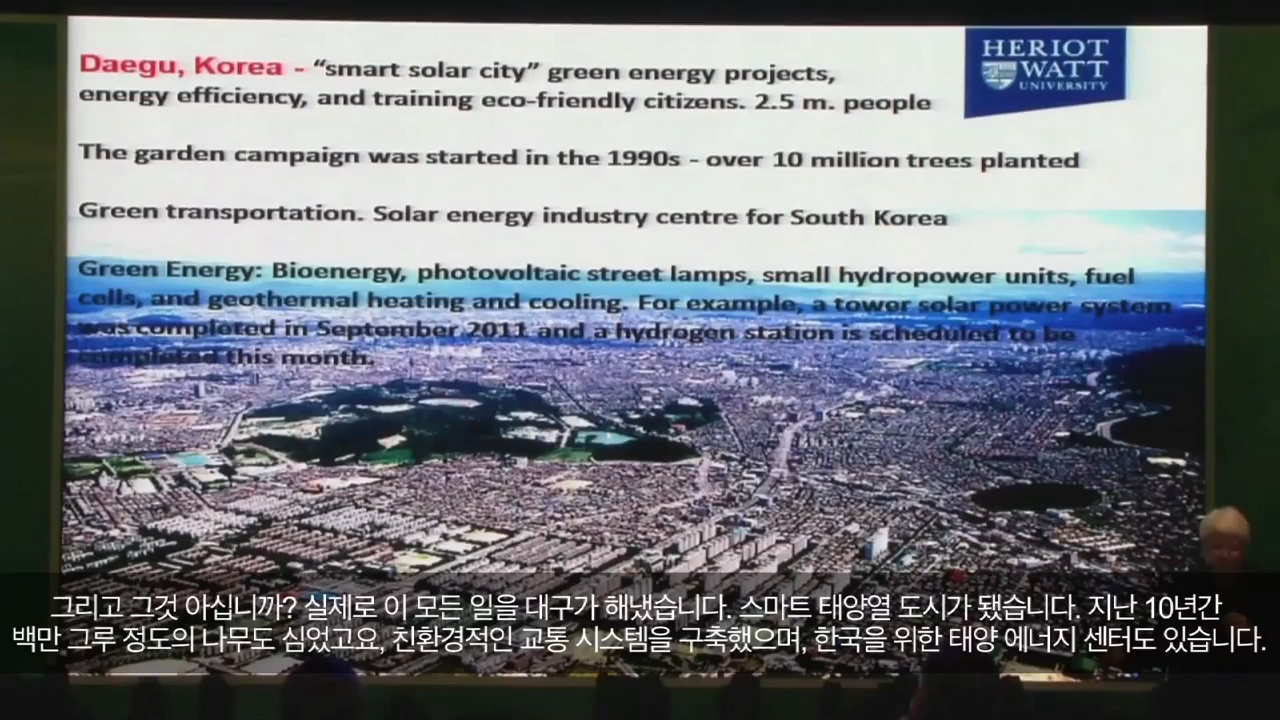 Daegu, Korea - “smart solar city” green energy projects,
energy efficiency, and training eco-friendly citizens. 2.5 m. people
HERIOT
WATT
UNIVERSITY
The garden campaign was started in the 1990s - over 10 million trees planted
Green transportation. Solar energy industry centre for South Korea
Green Energy: Bioenergy, photovoltaic street lamps, small hydropower units, fuel
cells, and geothermal heating and cooling. For example, a tower solar power system
was completed in September 2011 and a hydrogen station is scheduled to be
completed this month.
그리고 그것 아십니까? 실제로 이 모든 일을 대구가 해냈습니다. 스마트 태양열 도시가 됐습니다. 지난 10년간
백만 그루 정도의 나무도 심었고요, 친환경적인 교통 시스템을 구축했으며, 한국을 위한 태양 에너지 센터도 있습니다.